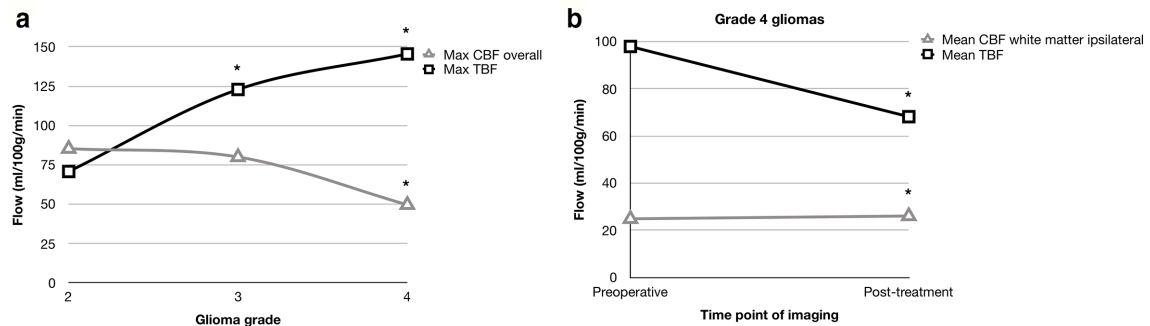 a
150
125
100
75
50
25
0
Flow (ml/100g/min)
*
*
*
2
3
4
Glioma grade
Max CBF overall
Max TBF
b
Grade 4 gliomas
100
80
60
40
20
0
Flow (ml/100g/min)
*
*
Preoperative
Post-treatment
Time point of imaging
Mean CBF white matter ipsilateral
Mean TBF